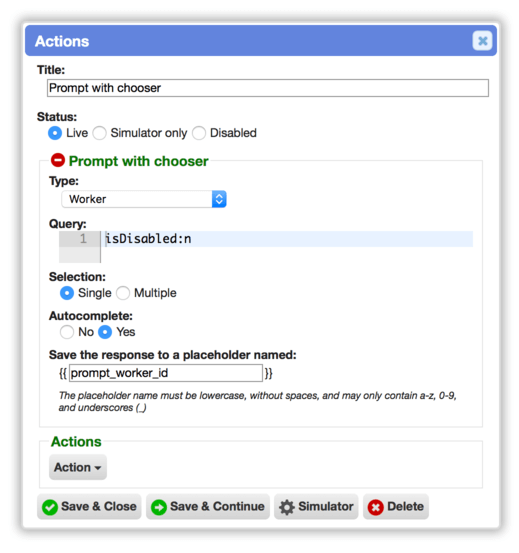 Actions
Title:
Prompt with chooser
Status:
Live Simulator only Disabled
Prompt with chooser
Type:
Worker
Query:
1 isDisabled:n
Selection:
Single Multiple
Autocomplete:
No Yes
Save the response to a placeholder named:
{{ prompt_worker_id }}
The placeholder name must be lowercase, without spaces, and may only contain a-z, 0-9,
and underscores (_)
Actions
Action
Save & Close Save & Continue Simulator Delete